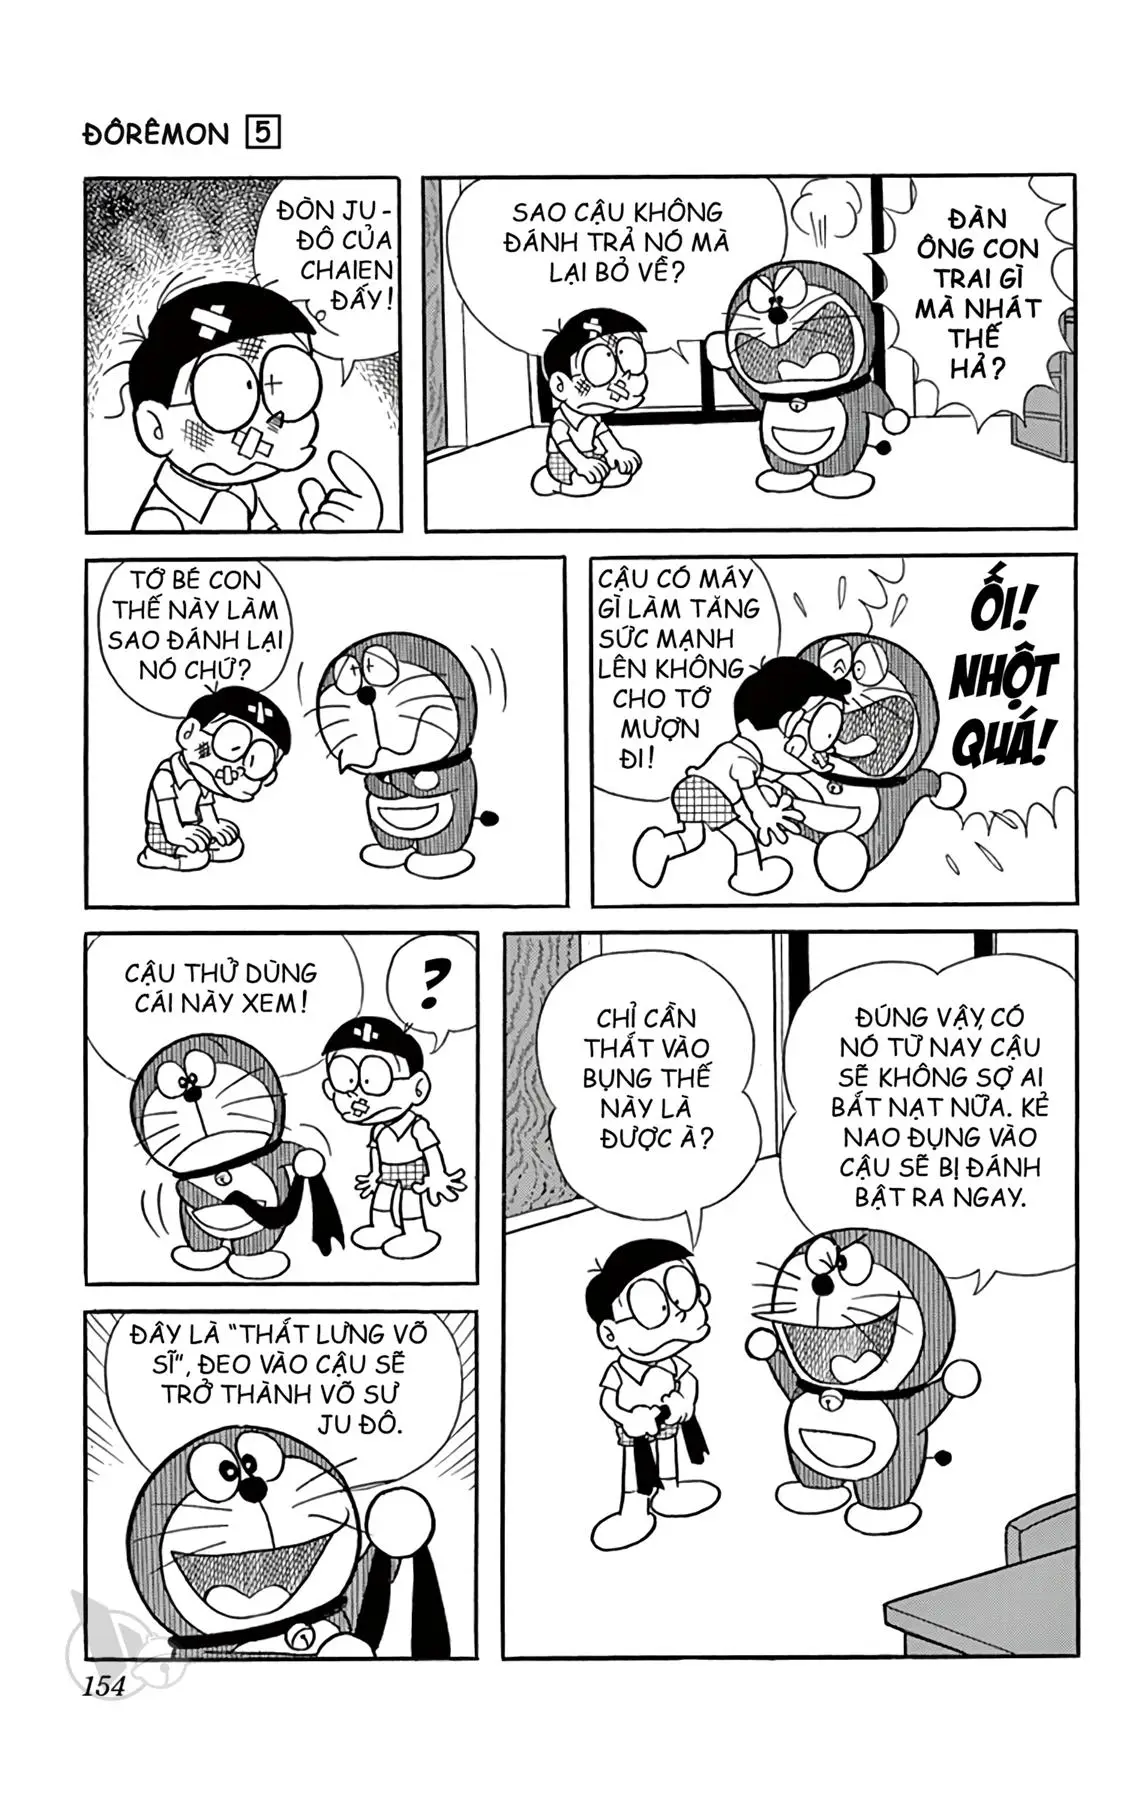 ĐÔRÊMON 5
ĐÒN JU -
ĐÔ CỦA
CHAIEN
ĐẤY!
SAO CẬU KHÔNG
ĐÁNH TRẢ NÓ MÀ
LẠI BỎ VỀ?
ĐÀN
ÔNG CON
TRAI GÌ
MÀ NHÁT
THẾ
HẢ?
TỚ BÉ CON
THẾ NÀY LÀM
SAO ĐÁNH LẠI
NÓ CHỨ?
CẬU CÓ MÁY
GÌ LÀM TĂNG
SỨC MẠNH
LÊN KHÔNG
CHO TỚ
MƯỢN
ĐI!
ỐI!
NHỘT
QUÁ!
CẬU THỬ DÙNG
CÁI NÀY XEM!
?
ĐÂY LÀ "THẮT LƯNG VÕ
SĨ", ĐEO VÀO CẬU SẼ
TRỞ THÀNH VÕ SƯ
JU ĐÔ.
CHỈ CẦN
THẮT VÀO
BỤNG THẾ
NÀY LÀ
ĐƯỢC À?
ĐÚNG VẬY, CÓ
NÓ TỪ NAY CẬU
SẼ KHÔNG SỢ AI
BẮT NẠT NỮA. KẺ
NAO ĐỤNG VÀO
CẬU SẼ BỊ ĐÁNH
BẬT RA NGAY.
154